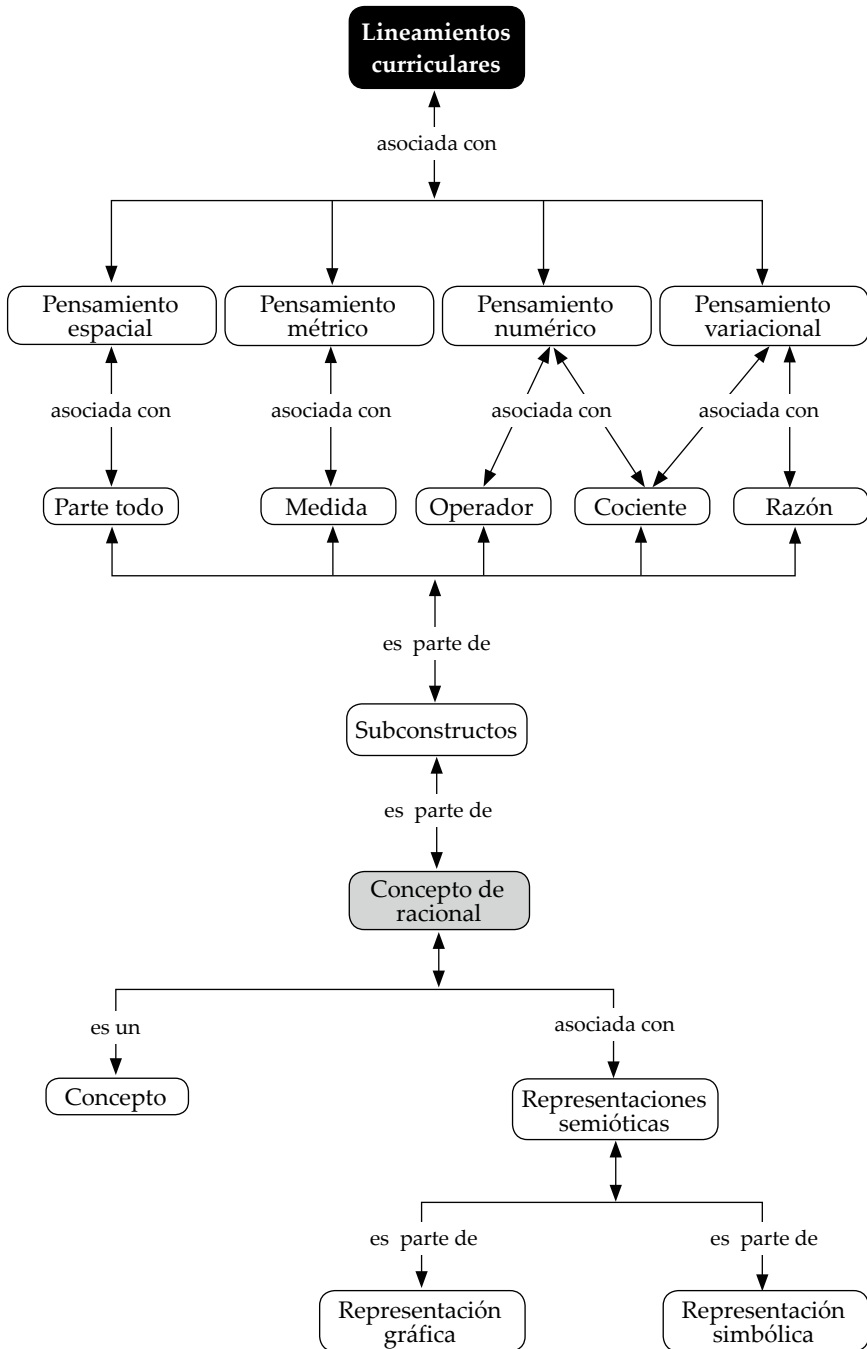 Lineamientos
curriculares
asociada con
Pensamiento
espacial
Pensamiento
métrico
Pensamiento
numérico
Pensamiento
variacional
asociada con
asociada con
asociada con
asociada con
Parte todo
Medida
Operador
Cociente
Razón
es parte de
Subconstructos
es parte de
Concepto de
racional
es un
asociada con
Concepto
Representaciones
semióticas
es parte de
es parte de
Representación
gráfica
Representación
simbólica